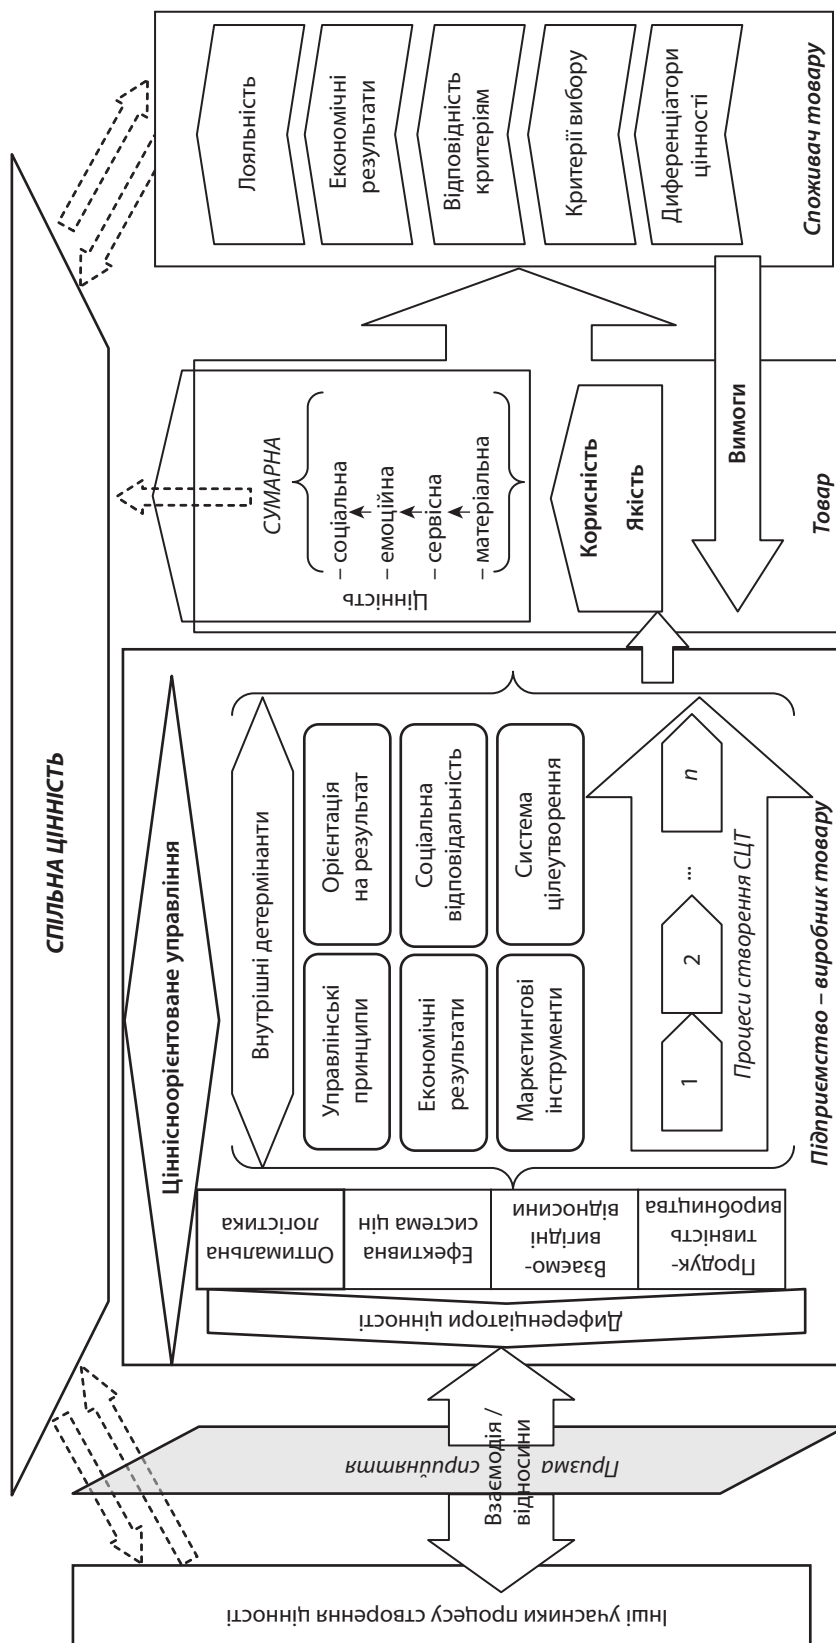 СПІЛЬНА ЦІННІСТЬ
Інші учасники процесу створення цінності
Призма
сприйняття
Взаємодія /
відносини
Ціннісноорієнтоване управління
Диференціатори цінності
Оптимальна
логістика
Ефективна
система цін
Взаємо-
вигідні
відносини
Продук-
тивність
виробництва
Внутрішні детермінанти
Управлінські
принципи
Орієнтація
на результат
Економічні
результати
Соціальна
відповідальність
Маркетингові
інструменти
Система
цілеутворення
1
2
...
n
Процеси створення СЦТ
Підприємство – виробник товару
СУМАРНА
Цінність
– соціальна
– емоційна
– сервісна
– матеріальна
Корисність
Якість
Вимоги
Товар
Лояльність
Економічні
результати
Відповідність
критеріям
Критерії вибору
Диференціатори
цінності
Споживач товару